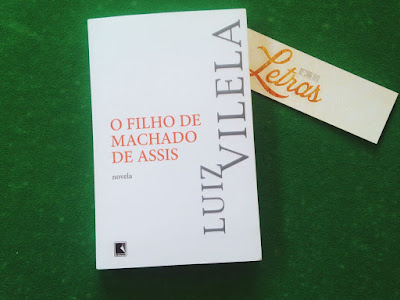 O FILHO DE
MACHADO
DE ASSIS
novela
LUIZ
VILELA
Letras